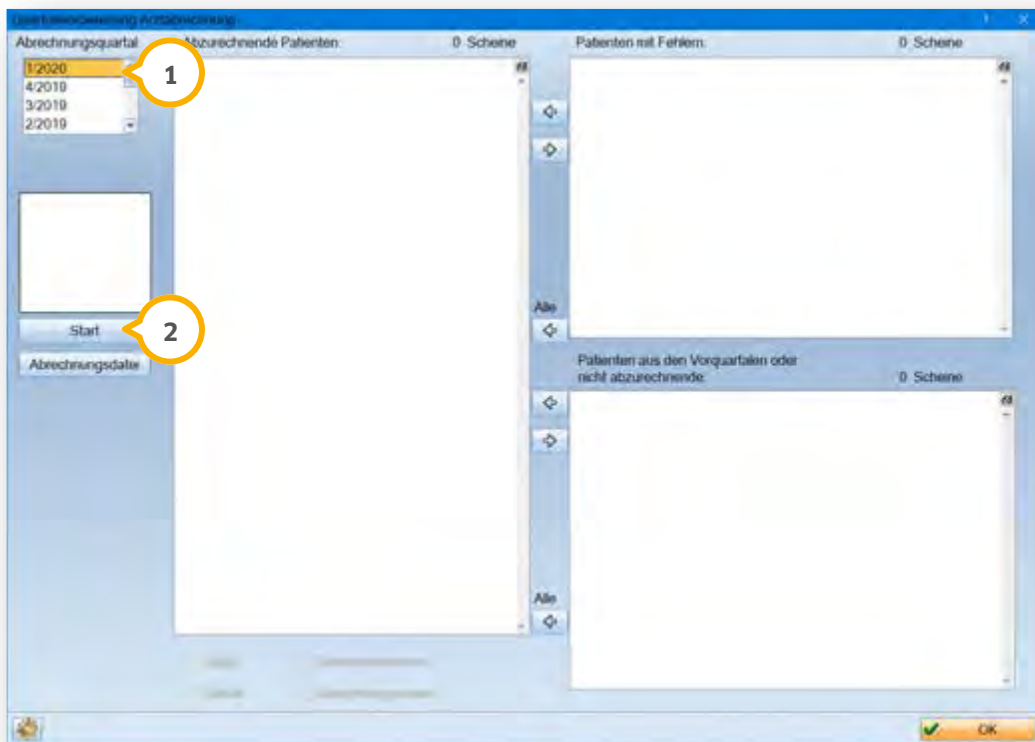 Abrechnungsquartal
1/2020
4/2019
3/2019
2/2019
1
Start
2
Abrechnungsdatei
Abzurechnende Patienten: 0 Scheine
Alle
Alle
Patienten mit Fehlern: 0 Scheine
Patienten aus den Vorquartalen oder
nicht abzurechnende: 0 Scheine
OK